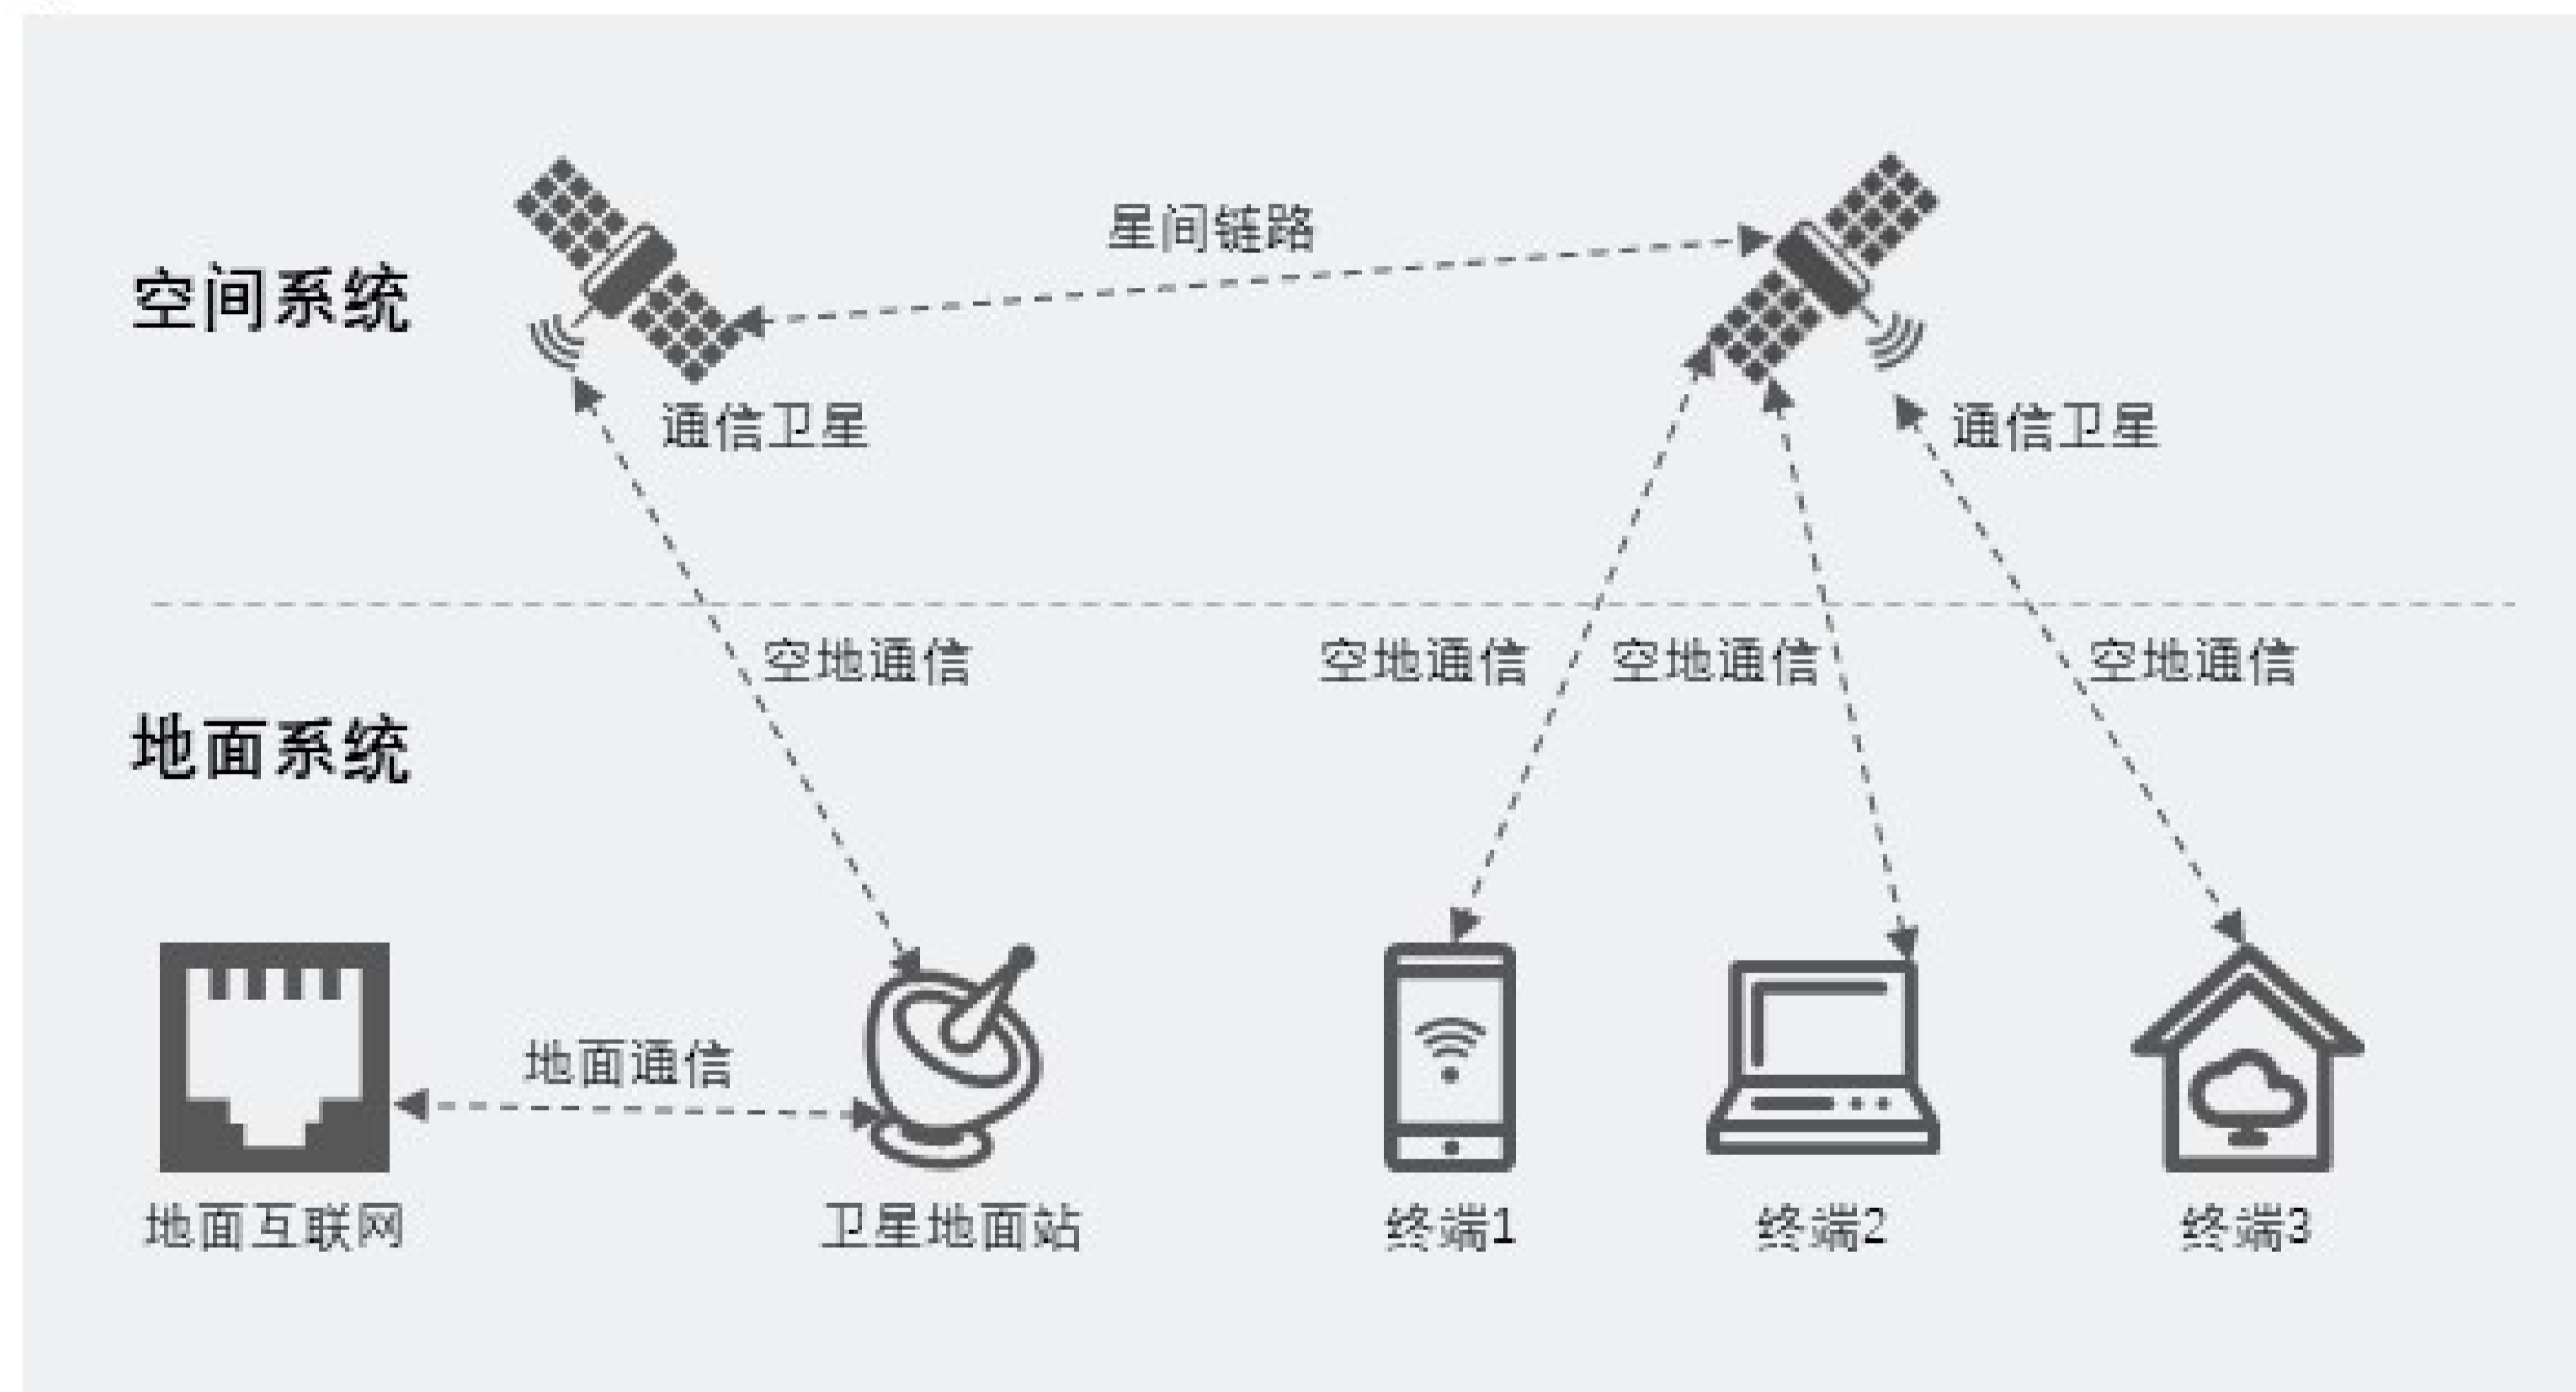 星间链路
空间系统
通信卫星
通信卫星
空地通信
空地通信
空地通信
空地通信
地面系统
地面通信
地面互联网
卫星地面站
终端1
终端2
终端3